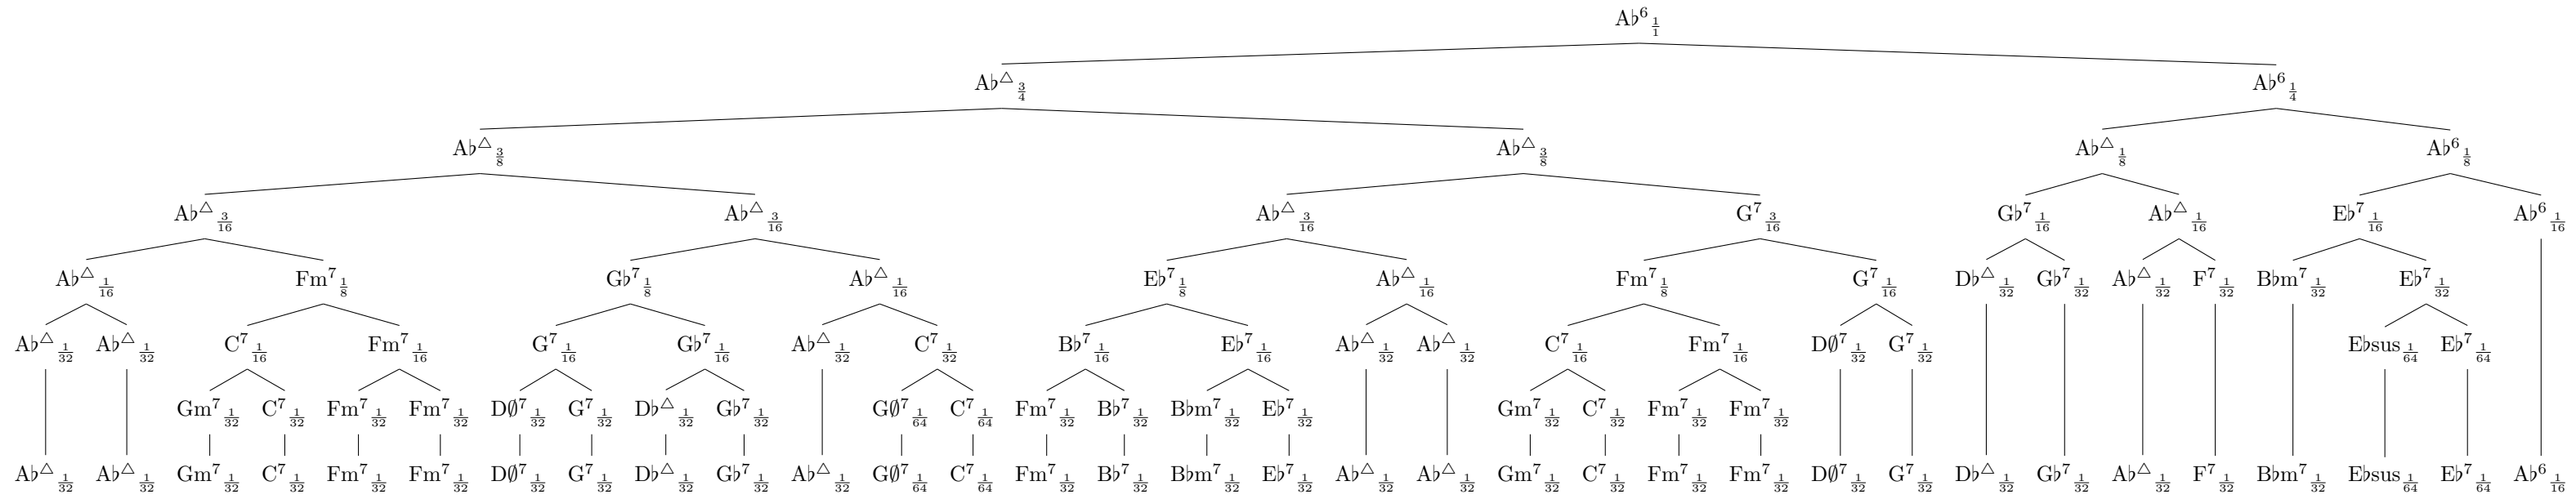 A♭⁶ 1/1
A♭△ 3/4 A♭⁶ 1/4
A♭△ 3/8 A♭△ 3/8 A♭△ 1/8 A♭⁶ 1/8
A♭△ 3/16 A♭△ 3/16 A♭△ 3/16 G⁷ 3/16 G♭⁷ 1/16 A♭△ 1/16 E♭⁷ 1/16 A♭⁶ 1/16
A♭△ 1/16 Fm⁷ 1/8 G♭⁷ 1/8 A♭△ 1/16 E♭⁷ 1/8 A♭△ 1/16 Fm⁷ 1/8 G⁷ 1/16 D♭△ 1/32 G♭⁷ 1/32 A♭△ 1/32 F⁷ 1/32 B♭m⁷ 1/32 E♭⁷ 1/32
A♭△ 1/32 A♭△ 1/32 C⁷ 1/16 Fm⁷ 1/16 G⁷ 1/16 G♭⁷ 1/16 A♭△ 1/32 C⁷ 1/32 B♭⁷ 1/16 E♭⁷ 1/16 A♭△ 1/32 A♭△ 1/32 C⁷ 1/16 Fm⁷ 1/16 D∅⁷ 1/32 G⁷ 1/32 E♭sus 1/64 E♭⁷ 1/64
Gm⁷ 1/32 C⁷ 1/32 Fm⁷ 1/32 Fm⁷ 1/32 D∅⁷ 1/32 G⁷ 1/32 D♭△ 1/32 G♭⁷ 1/32 G∅⁷ 1/64 C⁷ 1/64 Fm⁷ 1/32 B♭⁷ 1/32 B♭m⁷ 1/32 E♭⁷ 1/32 Gm⁷ 1/32 C⁷ 1/32 Fm⁷ 1/32 Fm⁷ 1/32
A♭△ 1/32 A♭△ 1/32 Gm⁷ 1/32 C⁷ 1/32 Fm⁷ 1/32 Fm⁷ 1/32 D∅⁷ 1/32 G⁷ 1/32 D♭△ 1/32 G♭⁷ 1/32 A♭△ 1/32 G∅⁷ 1/64 C⁷ 1/64 Fm⁷ 1/32 B♭⁷ 1/32 B♭m⁷ 1/32 E♭⁷ 1/32 A♭△ 1/32 A♭△ 1/32 Gm⁷ 1/32 C⁷ 1/32 Fm⁷ 1/32 Fm⁷ 1/32 D∅⁷ 1/32 G⁷ 1/32 D♭△ 1/32 G♭⁷ 1/32 A♭△ 1/32 F⁷ 1/32 B♭m⁷ 1/32 E♭sus 1/64 E♭⁷ 1/64 A♭⁶ 1/16